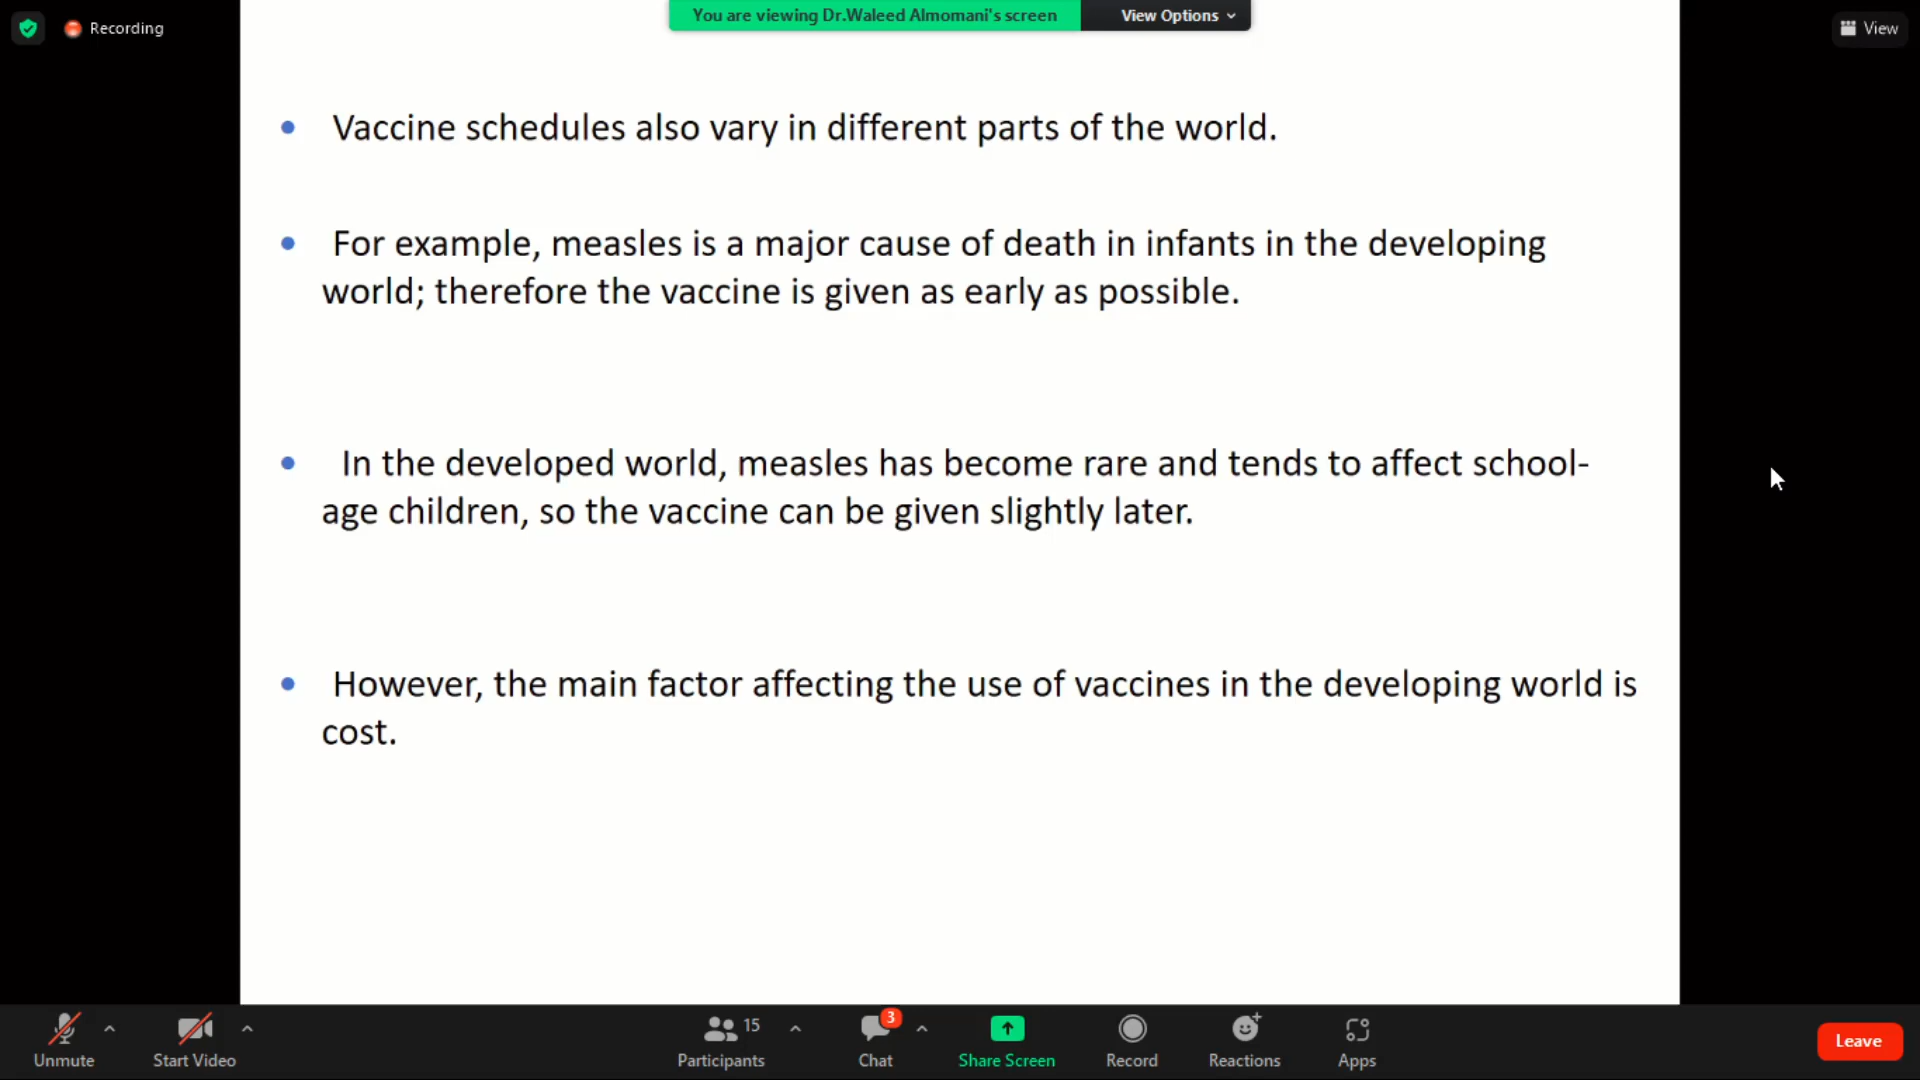 Recording
You are viewing Dr.Waleed Almomani's screen
View Options
View
• Vaccine schedules also vary in different parts of the world.
• For example, measles is a major cause of death in infants in the developing
world; therefore the vaccine is given as early as possible.
• In the developed world, measles has become rare and tends to affect school-
age children, so the vaccine can be given slightly later.
• However, the main factor affecting the use of vaccines in the developing world is
cost.
Unmute
Start Video
15
Participants
3
Chat
Share Screen
Record
Reactions
Apps
Leave